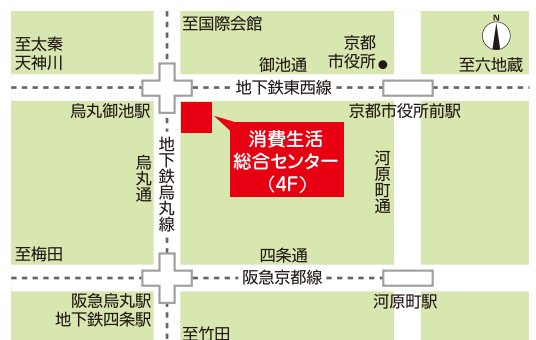 至国際会館
N
至太秦
天神川
京都
市役所
御池通
至六地蔵
地下鉄東西線
烏丸御池駅
京都市役所前駅
消費生活
総合センター
（4F）
地下鉄烏丸線
烏丸通
河原町通
至梅田
四条通
阪急京都線
阪急烏丸駅
地下鉄四条駅
河原町駅
至竹田